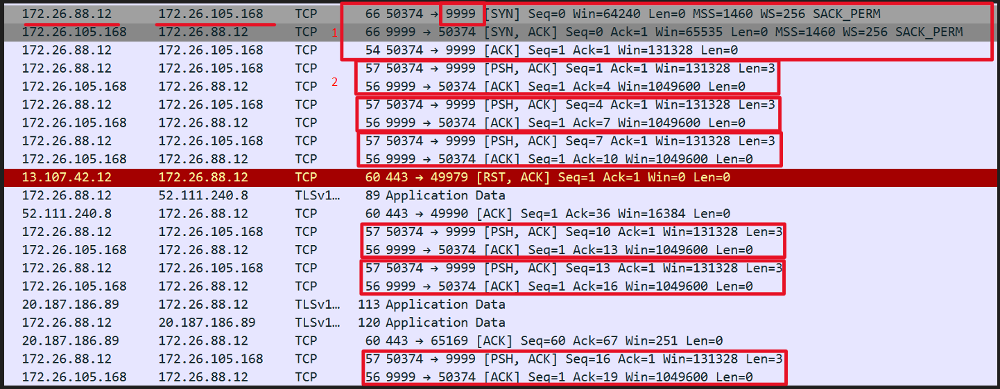 172.26.88.12 172.26.105.168 TCP 66 50374 → 9999 [SYN] Seq=0 Win=64240 Len=0 MSS=1460 WS=256 SACK_PERM
172.26.105.168 172.26.88.12 TCP 1 66 9999 → 50374 [SYN, ACK] Seq=0 Ack=1 Win=65535 Len=0 MSS=1460 WS=256 SACK_PERM
172.26.88.12 172.26.105.168 TCP 54 50374 → 9999 [ACK] Seq=1 Ack=1 Win=131328 Len=0
172.26.88.12 172.26.105.168 TCP 57 50374 → 9999 [PSH, ACK] Seq=1 Ack=1 Win=131328 Len=3
172.26.105.168 172.26.88.12 TCP 2 56 9999 → 50374 [ACK] Seq=1 Ack=4 Win=1049600 Len=0
172.26.88.12 172.26.105.168 TCP 57 50374 → 9999 [PSH, ACK] Seq=4 Ack=1 Win=131328 Len=3
172.26.105.168 172.26.88.12 TCP 56 9999 → 50374 [ACK] Seq=1 Ack=7 Win=1049600 Len=0
172.26.88.12 172.26.105.168 TCP 57 50374 → 9999 [PSH, ACK] Seq=7 Ack=1 Win=131328 Len=3
172.26.105.168 172.26.88.12 TCP 56 9999 → 50374 [ACK] Seq=1 Ack=10 Win=1049600 Len=0
13.107.42.12 172.26.88.12 TCP 60 443 → 49979 [RST, ACK] Seq=1 Ack=1 Win=0 Len=0
172.26.88.12 52.111.240.8 TLSv1… 89 Application Data
52.111.240.8 172.26.88.12 TCP 60 443 → 49990 [ACK] Seq=1 Ack=36 Win=16384 Len=0
172.26.88.12 172.26.105.168 TCP 57 50374 → 9999 [PSH, ACK] Seq=10 Ack=1 Win=131328 Len=3
172.26.105.168 172.26.88.12 TCP 56 9999 → 50374 [ACK] Seq=1 Ack=13 Win=1049600 Len=0
172.26.88.12 172.26.105.168 TCP 57 50374 → 9999 [PSH, ACK] Seq=13 Ack=1 Win=131328 Len=3
172.26.105.168 172.26.88.12 TCP 56 9999 → 50374 [ACK] Seq=1 Ack=16 Win=1049600 Len=0
20.187.186.89 172.26.88.12 TLSv1… 113 Application Data
172.26.88.12 20.187.186.89 TLSv1… 120 Application Data
20.187.186.89 172.26.88.12 TCP 60 443 → 65169 [ACK] Seq=60 Ack=67 Win=251 Len=0
172.26.88.12 172.26.105.168 TCP 57 50374 → 9999 [PSH, ACK] Seq=16 Ack=1 Win=131328 Len=3
172.26.105.168 172.26.88.12 TCP 56 9999 → 50374 [ACK] Seq=1 Ack=19 Win=1049600 Len=0